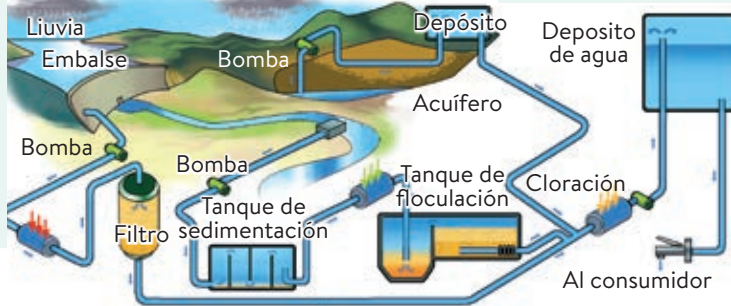 Lluvia
Embalse
Bomba
Depósito
Acuífero
Deposito
de agua
Bomba
Bomba
Tanque de
sedimentación
Filtro
Tanque de
floculación
Cloración
Al consumidor